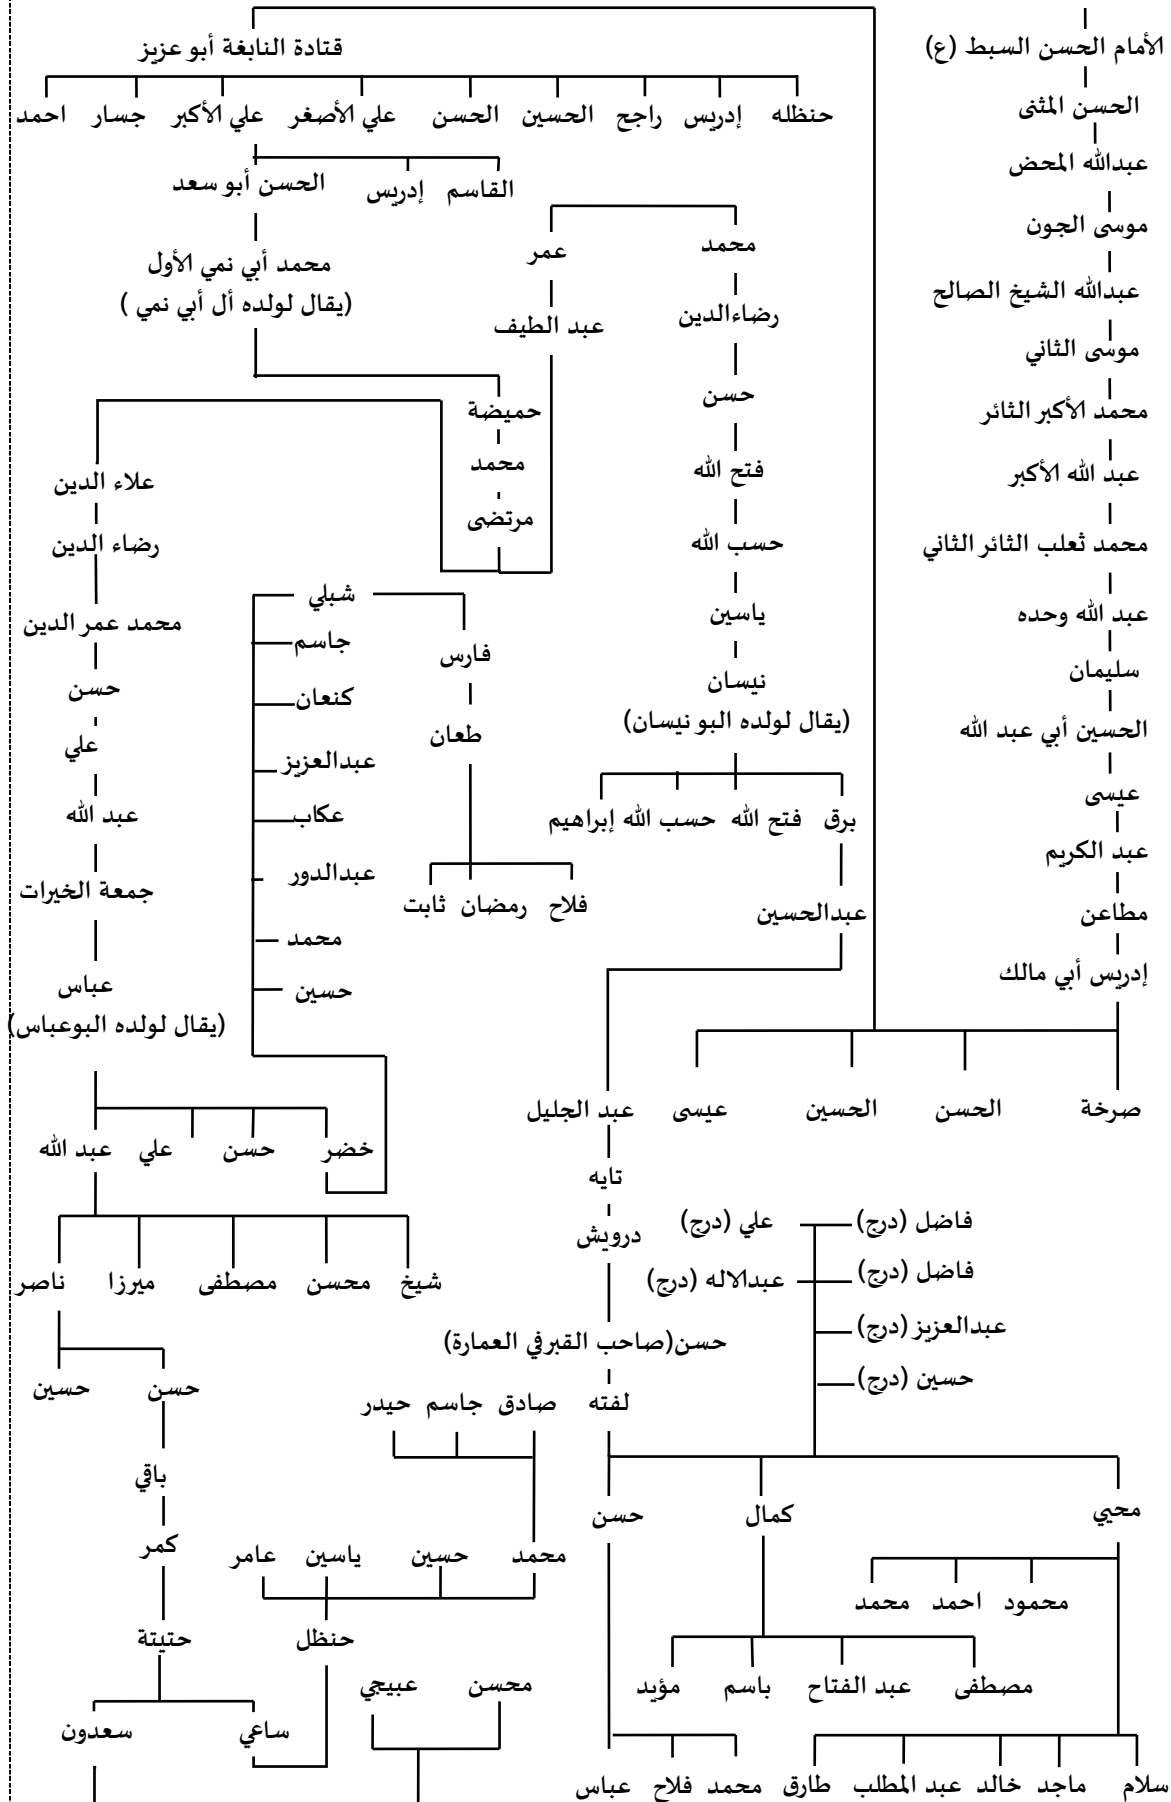 الأمام الحسن السبط (ع)
الحسن المثنى
عبدالله المحض
موسى الجون
عبدالله الشيخ الصالح
موسى الثاني
محمد الأكبر الثائر
عبد الله الأكبر
محمد ثعلب الثائر الثاني
عبد الله وحده
سليمان
الحسين أبي عبد الله
عيسى
عبد الكريم
مطاعن
إدريس أبي مالك
صرخة الحسن الحسين عيسى
قتادة النابغة أبو عزيز
حنظله إدريس راجح الحسين الحسن علي الأصغر علي الأكبر جسار احمد
القاسم إدريس الحسن أبو سعد
محمد أبي نمي الأول
(يقال لولده أل أبي نمي )
حميضة
محمد
مرتضى
محمد
رضاءالدين
حسن
فتح الله
حسب الله
ياسين
نيسان
(يقال لولده البو نيسان)
برق فتح الله حسب الله إبراهيم
عبدالحسين
عمر
عبد الطيف
عبد الجليل
تايه
درويش
حسن(صاحب القبرفي العمارة)
لفته
فاضل (درج) علي (درج)
فاضل (درج) عبدالاله (درج)
عبدالعزيز (درج)
حسين (درج)
محيي كمال حسن
محمود احمد محمد
مصطفى عبد الفتاح باسم مؤيد
سلام ماجد خالد عبد المطلب طارق
محمد فلاح عباس
علاء الدين
رضاء الدين
محمد عمر الدين
حسن
علي
عبد الله
جمعة الخيرات
عباس
(يقال لولده البوعباس)
خضر حسن علي عبد الله
شبلي
جاسم
كنعان
عبدالعزيز
عكاب
عبدالدور
محمد
حسين
فارس
طعان
فلاح رمضان ثابت
شيخ محسن مصطفى ميرزا ناصر
حسن حسين
باقي
كمر
حتيتة
ساعي سعدون
صادق جاسم حيدر
محمد حسين ياسين عامر
حنظل
محسن عبيجي